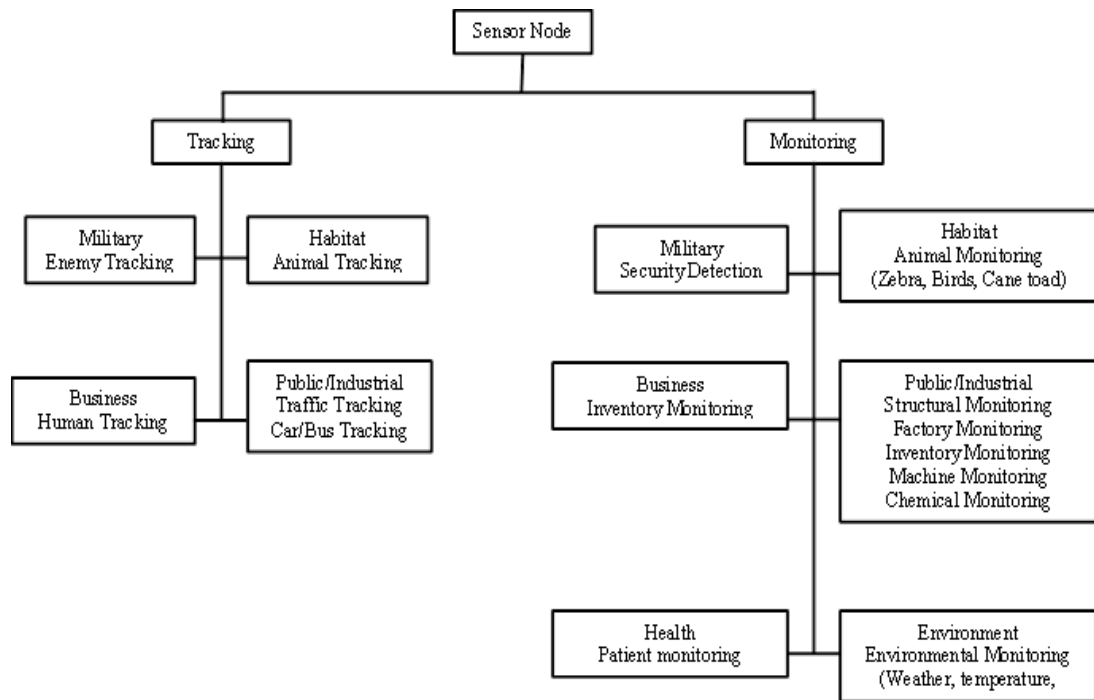 Sensor Node
Tracking
Monitoring
Military
Enemy Tracking
Habitat
Animal Tracking
Business
Human Tracking
Public/Industrial
Traffic Tracking
Car/Bus Tracking
Military
Security Detection
Habitat
Animal Monitoring
(Zebra, Birds, Cane toad)
Business
Inventory Monitoring
Public/Industrial
Structural Monitoring
Factory Monitoring
Inventory Monitoring
Machine Monitoring
Chemical Monitoring
Health
Patient monitoring
Environment
Environmental Monitoring
(Weather, temperature,